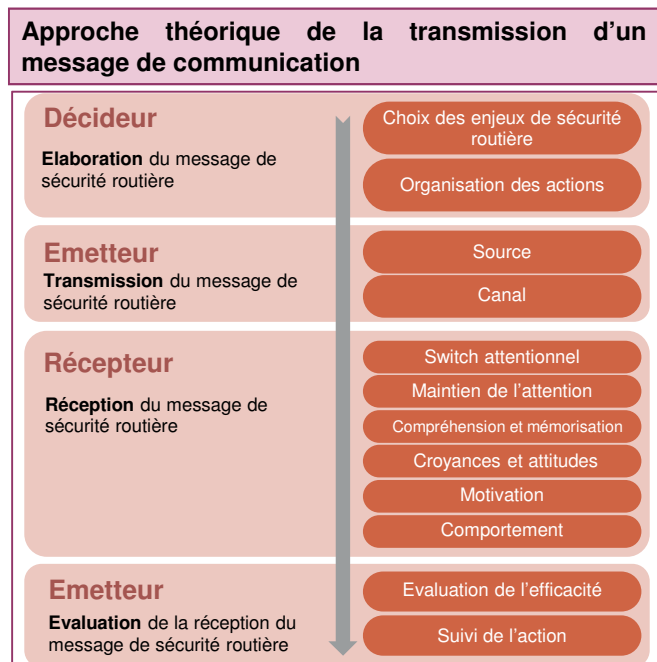 Approche théorique de la transmission d'un
message de communication
Décideur
Elaboration du message de
sécurité routière
Choix des enjeux de sécurité
routière
Organisation des actions
Emetteur
Transmission du message de
sécurité routière
Source
Canal
Récepteur
Réception du message de
sécurité routière
Switch attentionnel
Maintien de l'attention
Compréhension et mémorisation
Croyances et attitudes
Motivation
Comportement
Emetteur
Evaluation de la réception du
message de sécurité routière
Evaluation de l'efficacité
Suivi de l'action